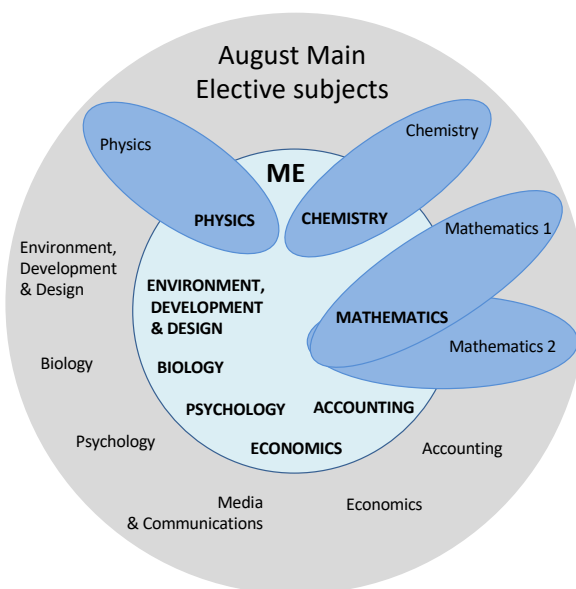 August Main
Elective subjects
Physics
Chemistry
ME
PHYSICS
CHEMISTRY
Mathematics 1
Environment,
Development
& Design
ENVIRONMENT,
DEVELOPMENT
& DESIGN
MATHEMATICS
Mathematics 2
Biology
BIOLOGY
PSYCHOLOGY
ACCOUNTING
Psychology
ECONOMICS
Accounting
Media
& Communications
Economics